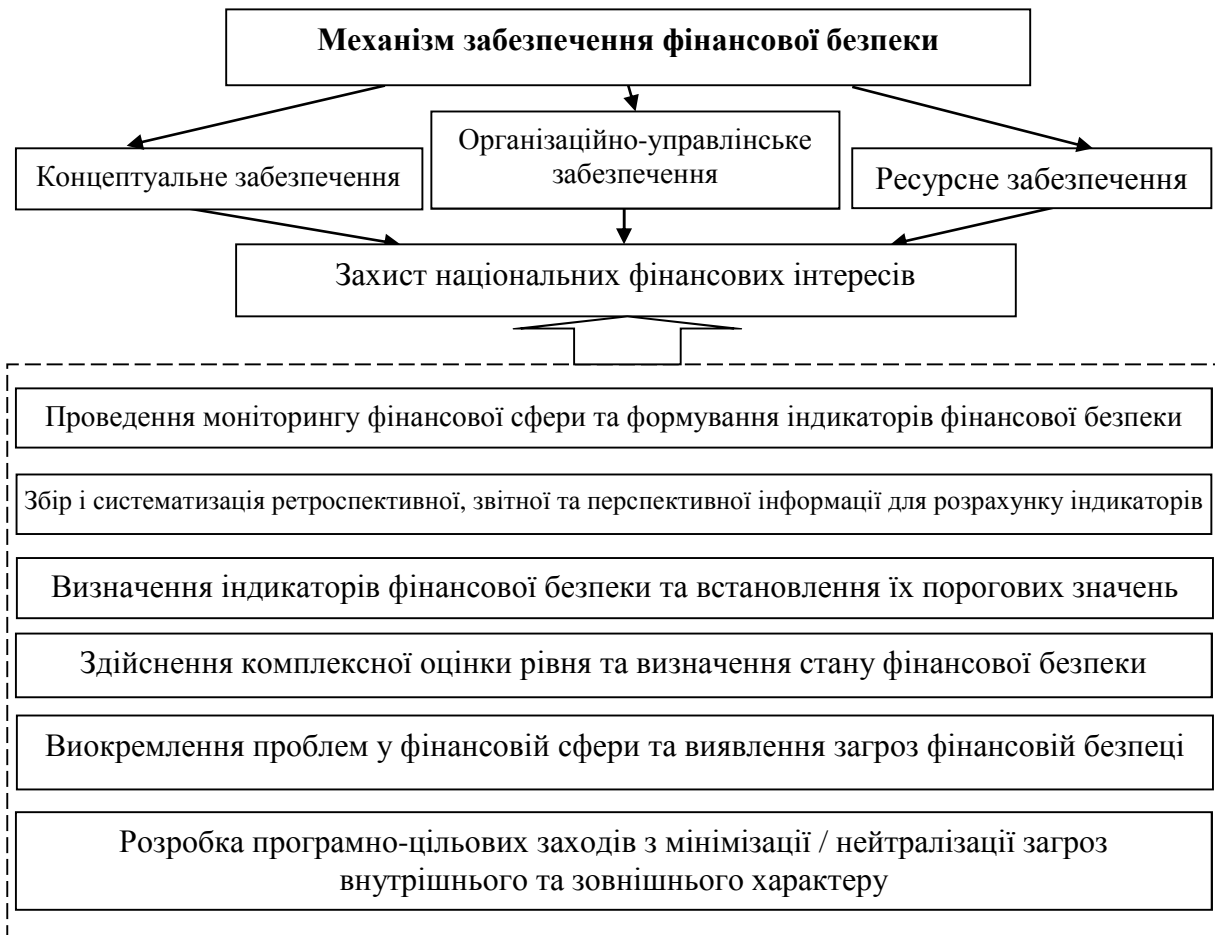 Механізм забезпечення фінансової безпеки
Організаційно-управлінське
забезпечення
Концептуальне забезпечення
Ресурсне забезпечення
Захист національних фінансових інтересів
Проведення моніторингу фінансової сфери та формування індикаторів фінансової безпеки
Збір і систематизація ретроспективної, звітної та перспективної інформації для розрахунку індикаторів
Визначення індикаторів фінансової безпеки та встановлення їх порогових значень
Здійснення комплексної оцінки рівня та визначення стану фінансової безпеки
Виокремлення проблем у фінансовій сфери та виявлення загроз фінансовій безпеці
Розробка програмно-цільових заходів з мінімізації / нейтралізації загроз
внутрішнього та зовнішнього характеру